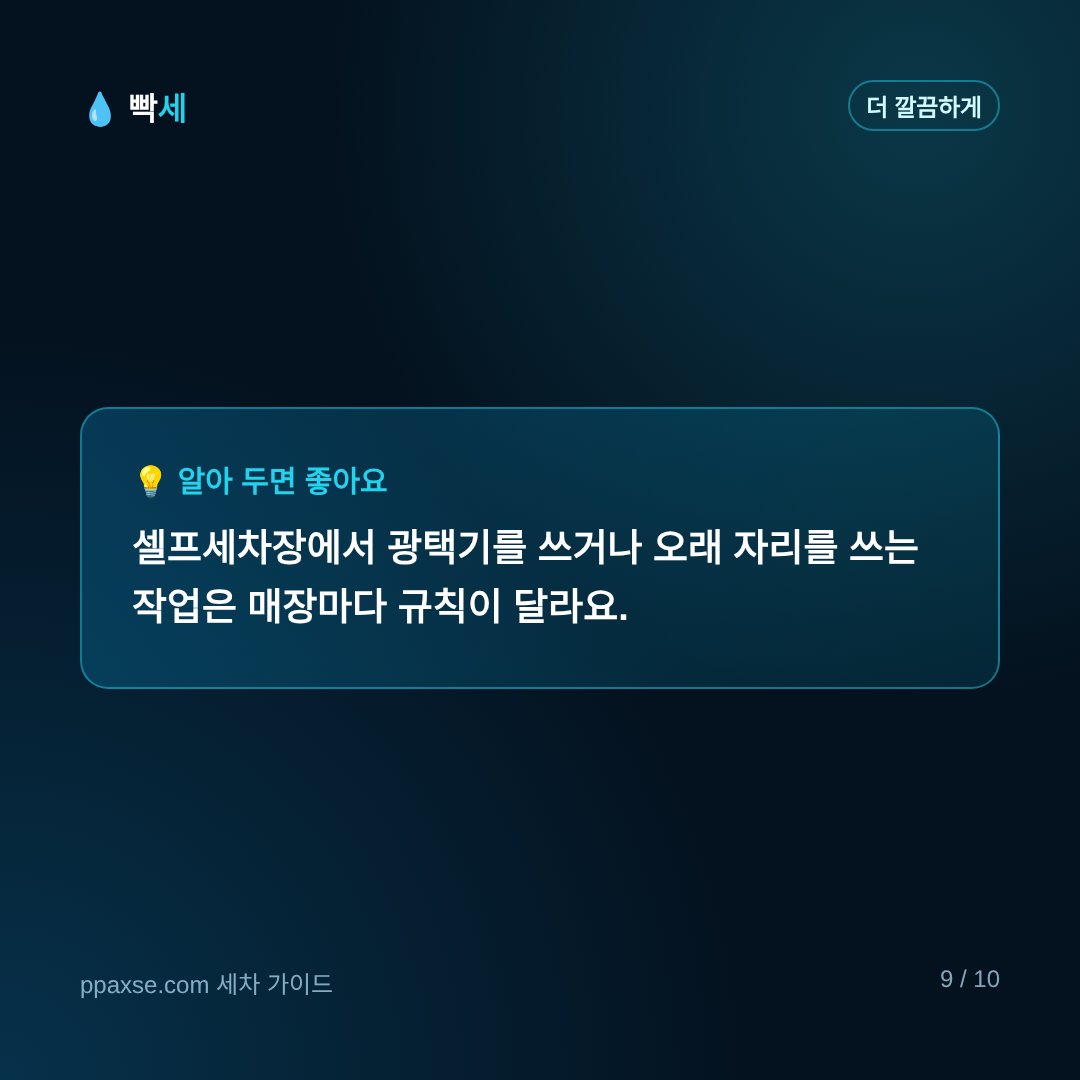 빡세
더 깔끔하게
알아 두면 좋아요
셀프세차장에서 광택기를 쓰거나 오래 자리를 쓰는
작업은 매장마다 규칙이 달라요.
ppaxse.com 세차 가이드
9 / 10